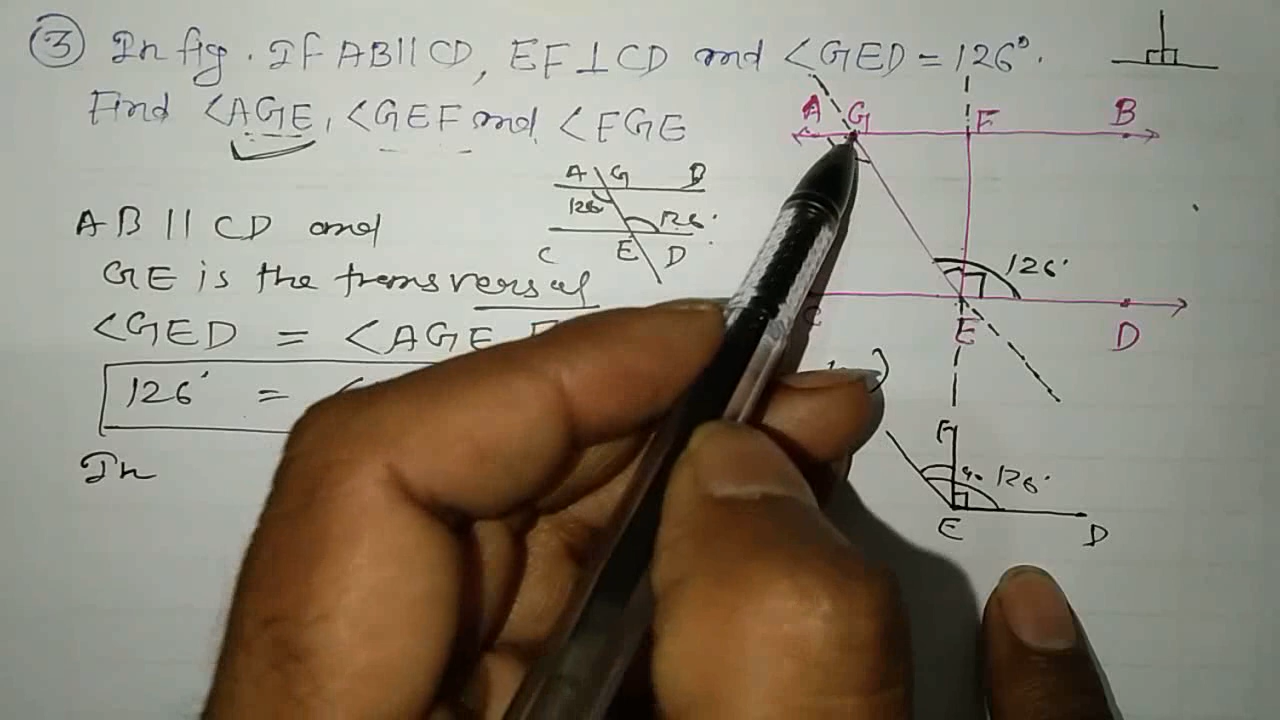 ③ In fig. If AB||CD, EF⊥CD and ∠GED = 126°.
Find ∠AGE, ∠GEF and ∠FGE
A G B
126°
126°
C E D
AB || CD and
GE is the transversal
∠GED = ∠AGE
126° =
In
A G F B
126°
C E D
F
90 126°
E D